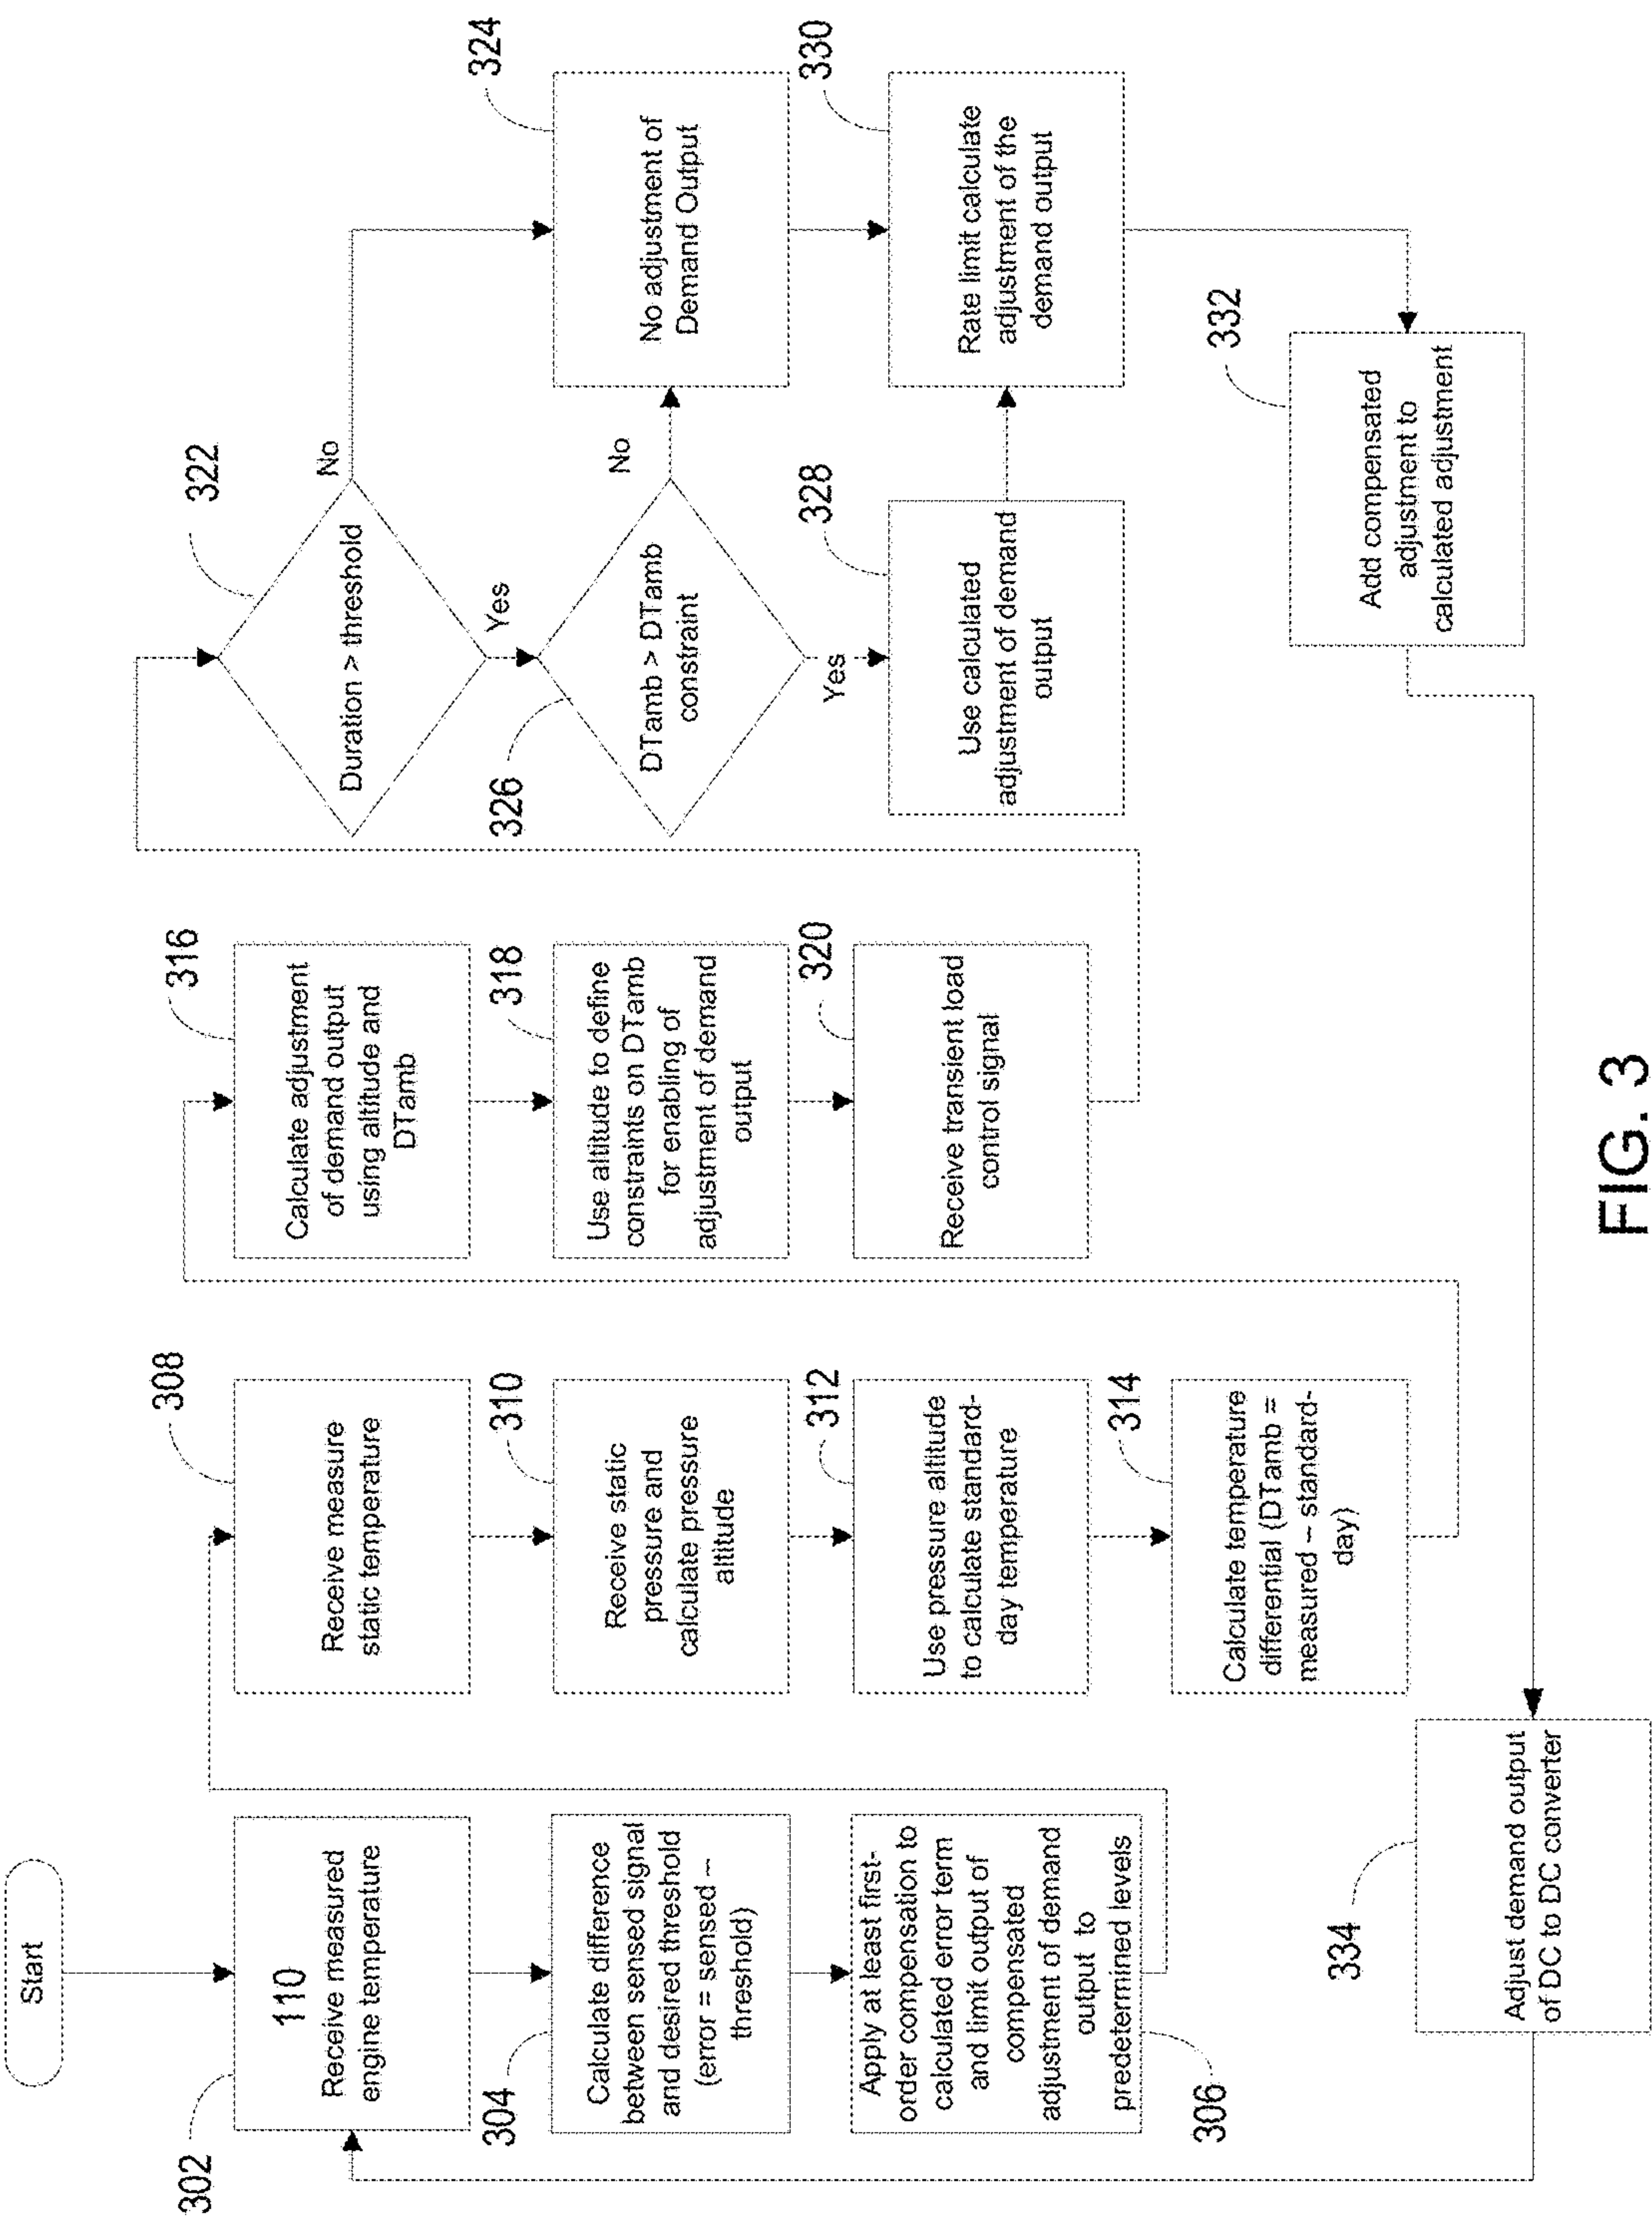 Start
302
110
Receive measured
engine temperature
304
Calculate difference
between sensed signal
and desired threshold
(error = sensed –
threshold)
306
Apply at least first-
order compensation to
calculated error term
and limit output of
compensated
adjustment of demand
output to
predetermined levels
308
Receive measure
static temperature
310
Receive static
pressure and
calculate pressure
altitude
312
Use pressure altitude
to calculate standard-
day temperature
314
Calculate temperature
differential (DTamb =
measured – standard-
day)
316
Calculate adjustment
of demand output
using altitude and
DTamb
318
Use altitude to define
constraints on DTamb
for enabling of
adjustment of demand
output
320
Receive transient load
control signal
322
Duration > threshold
No
Yes
324
No adjustment of
Demand Output
326
DTamb > DTamb
constraint
No
Yes
328
Use calculated
adjustment of demand
output
330
Rate limit calculate
adjustment of the
demand output
332
Add compensated
adjustment to
calculated adjustment
334
Adjust demand output
of DC to DC converter
FIG. 3